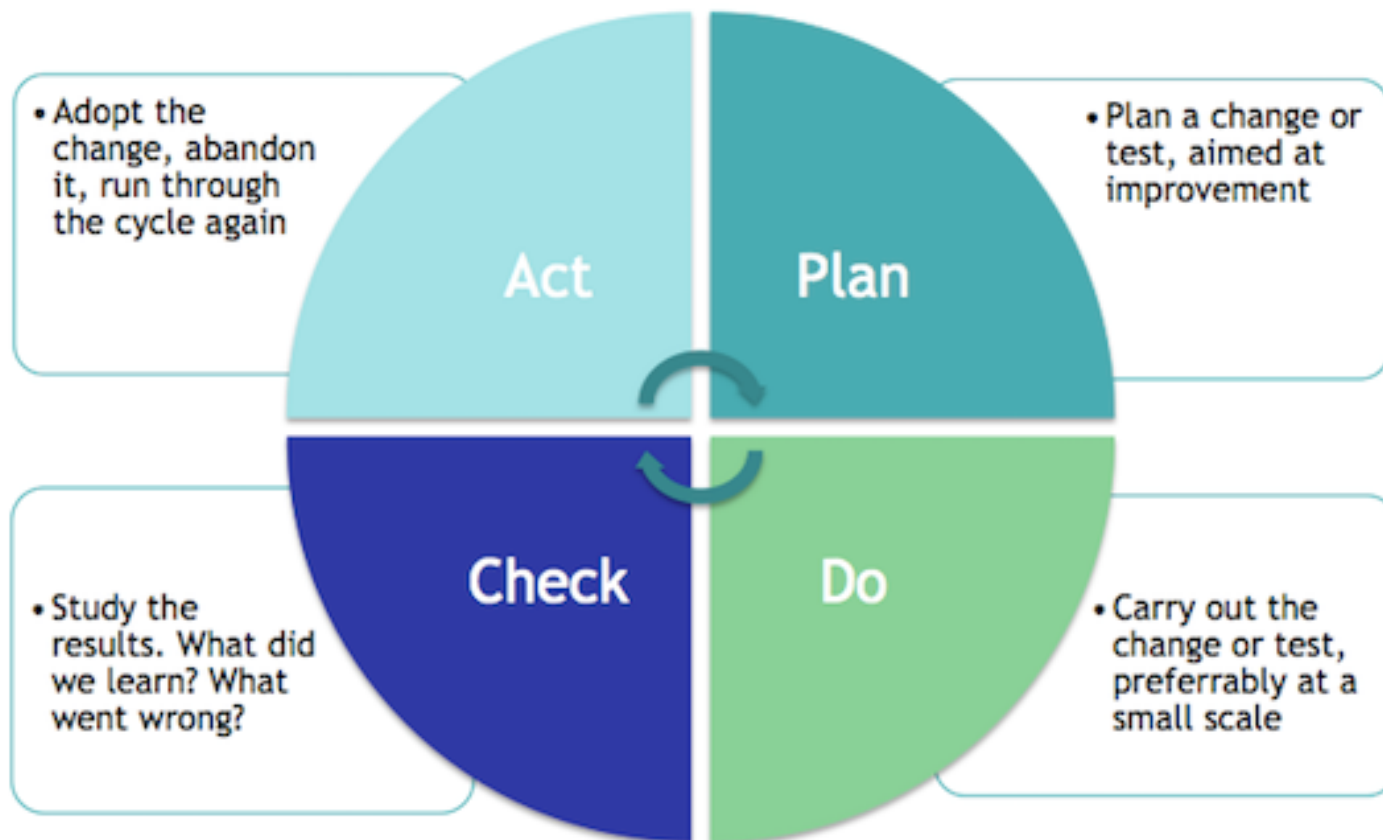 • Adopt the
change, abandon
it, run through
the cycle again
Act
Plan
• Plan a change or
test, aimed at
improvement
• Study the
results. What did
we learn? What
went wrong?
Check
Do
• Carry out the
change or test,
preferrably at a
small scale